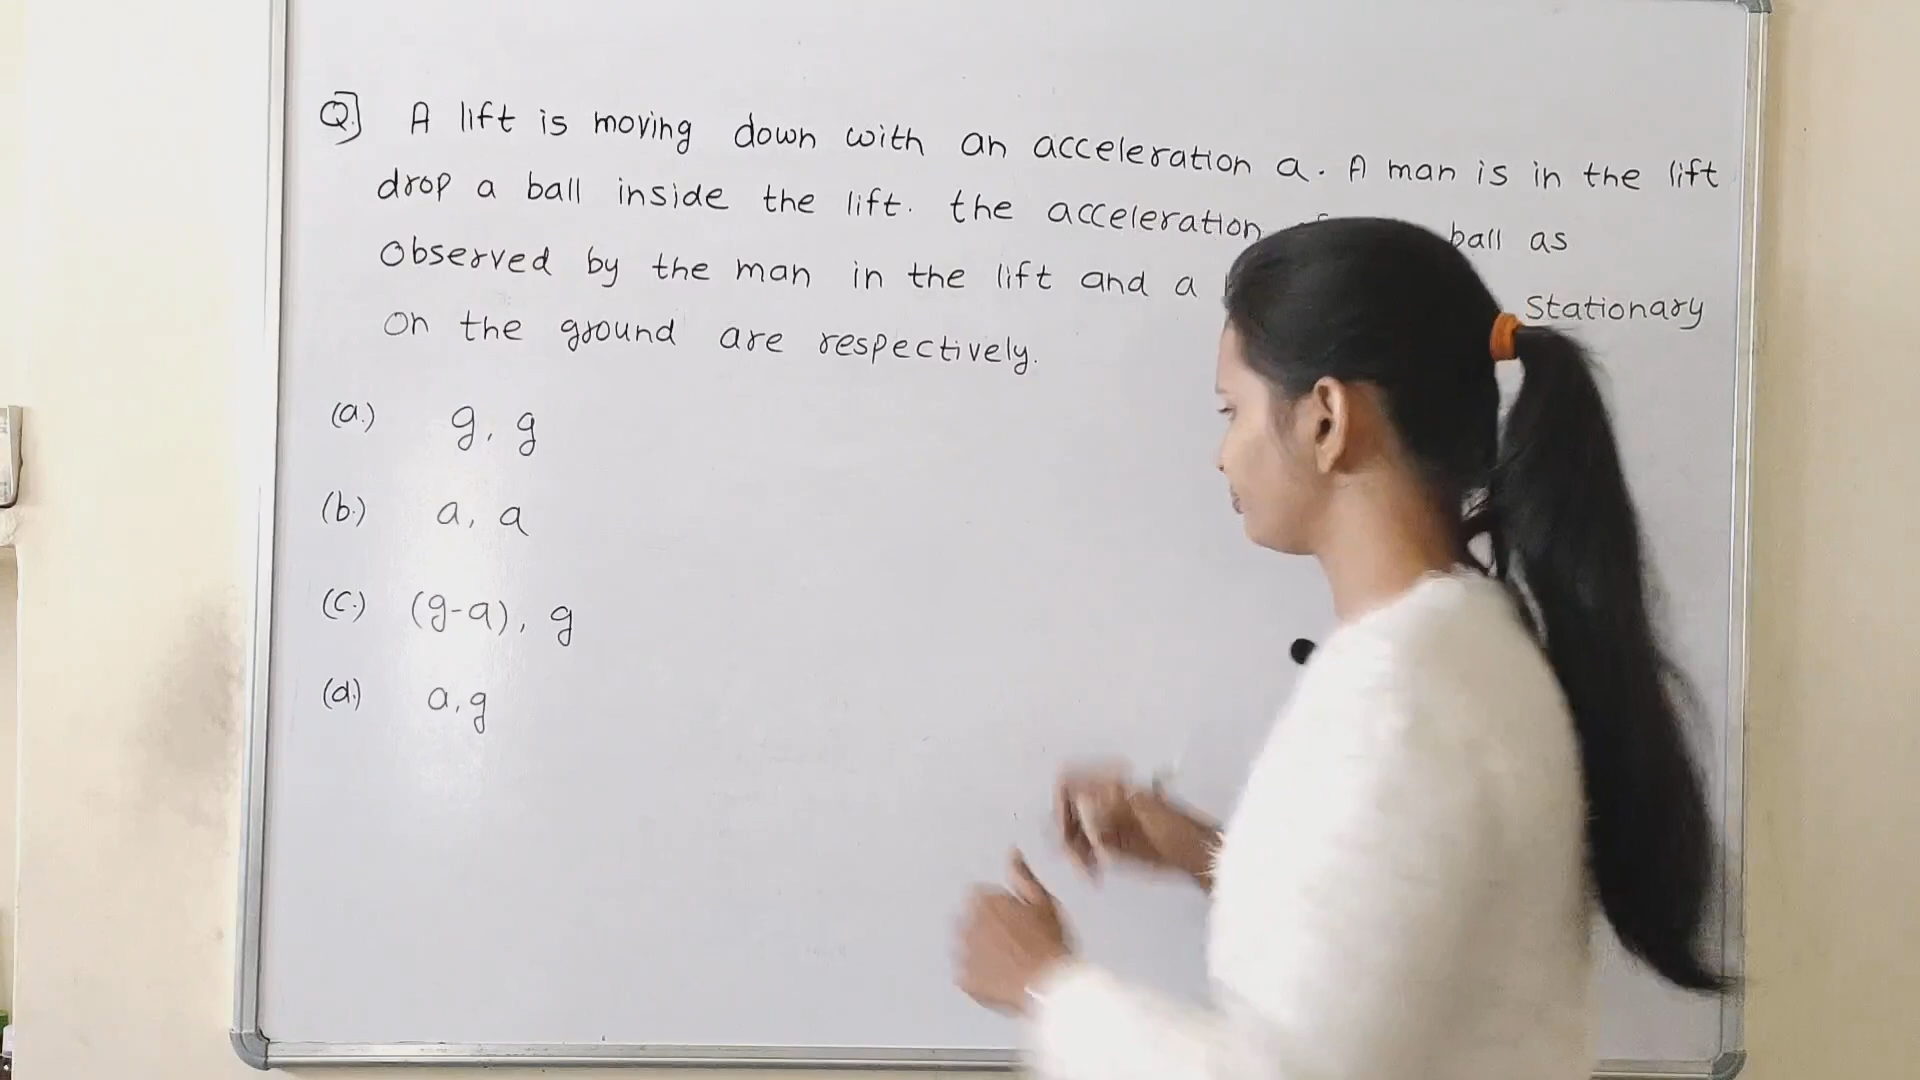 Q] A lift is moving down with an acceleration a. A man is in the lift
drop a ball inside the lift. the acceleration ball as
Observed by the man in the lift and a Stationary
on the ground are respectively.
(a.) g, g
(b.) a, a
(c.) (g-a), g
(d.) a, g